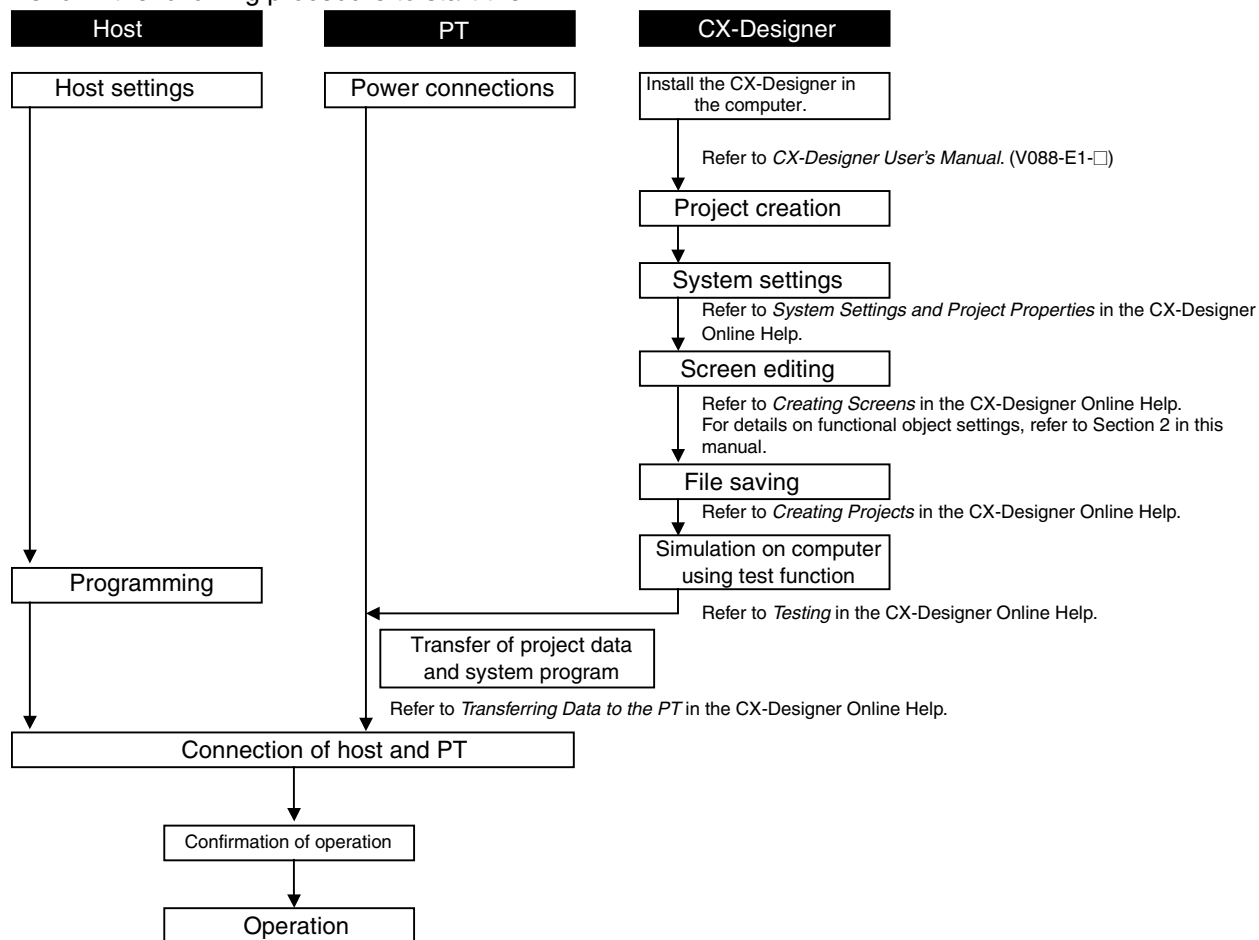 the following procedure to start the
Host
PT
CX-Designer
Host settings
Power connections
Install the CX-Designer in
the computer.
Refer to CX-Designer User's Manual. (V088-E1-□)
Project creation
System settings
Refer to System Settings and Project Properties in the CX-Designer
Online Help.
Screen editing
Refer to Creating Screens in the CX-Designer Online Help.
For details on functional object settings, refer to Section 2 in this
manual.
File saving
Refer to Creating Projects in the CX-Designer Online Help.
Simulation on computer
using test function
Programming
Refer to Testing in the CX-Designer Online Help.
Transfer of project data
and system program
Refer to Transferring Data to the PT in the CX-Designer Online Help.
Connection of host and PT
Confirmation of operation
Operation